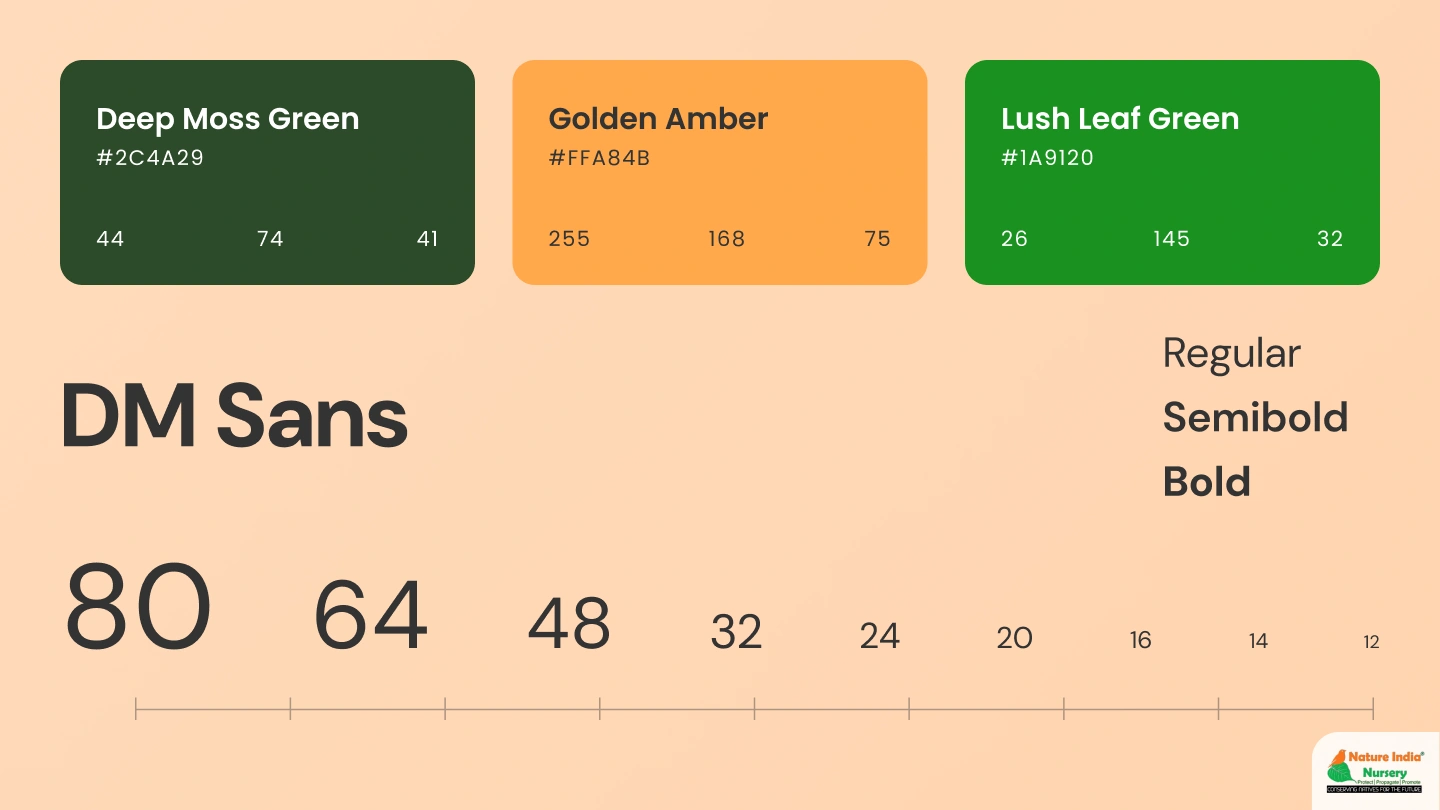 Deep Moss Green
#2C4A29
44 74 41
Golden Amber
#FFA84B
255 168 75
Lush Leaf Green
#1A9120
26 145 32
DM Sans
Regular
Semibold
Bold
80 64 48 32 24 20 16 14 12
Nature India®
Nursery
Protect | Propagate | Promote
CONSERVING NATIVES FOR THE FUTURE